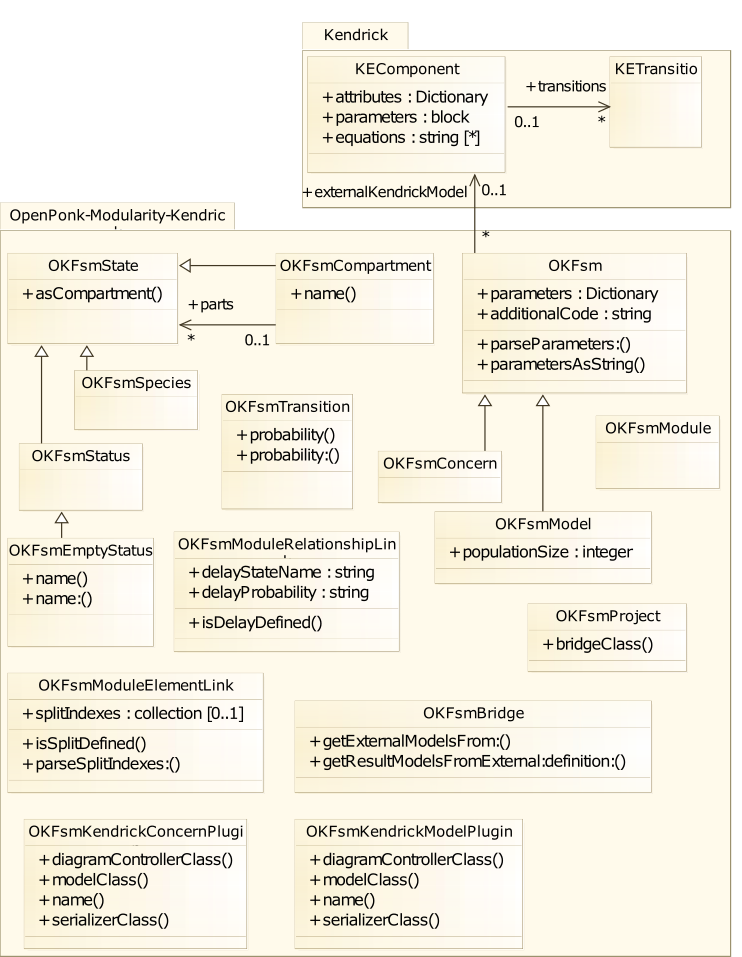 Kendrick
KEComponent
+attributes : Dictionary
+parameters : block
+equations : string [*]
KETransitio
+transitions
0..1
*
+externalKendrickModel
0..1
*
OpenPonk-Modularity-Kendric
OKFsmState
+asCompartment()
OKFsmCompartment
+name()
+parts
*
0..1
OKFsm
+parameters : Dictionary
+additionalCode : string
+parseParameters:()
+parametersAsString()
OKFsmSpecies
OKFsmTransition
+probability()
+probability:()
OKFsmModule
OKFsmStatus
OKFsmConcern
OKFsmModel
+populationSize : integer
OKFsmEmptyStatus
+name()
+name:()
OKFsmModuleRelationshipLin
+delayStateName : string
+delayProbability : string
+isDelayDefined()
OKFsmProject
+bridgeClass()
OKFsmModuleElementLink
+splitIndexes : collection [0..1]
+isSplitDefined()
+parseSplitIndexes:()
OKFsmBridge
+getExternalModelsFrom:()
+getResultModelsFromExternal:definition:()
OKFsmKendrickConcernPlugi
+diagramControllerClass()
+modelClass()
+name()
+serializerClass()
OKFsmKendrickModelPlugin
+diagramControllerClass()
+modelClass()
+name()
+serializerClass()